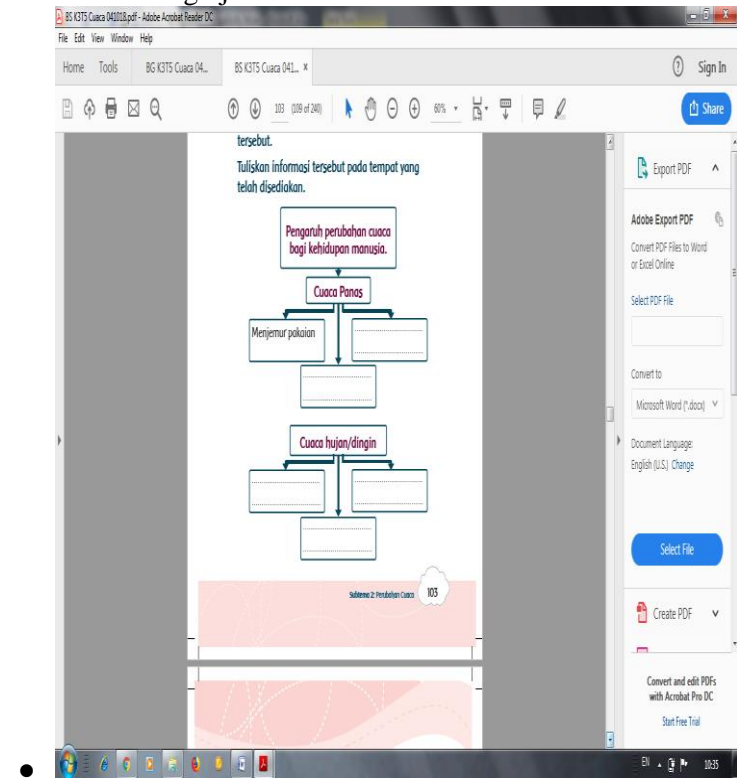 BS K3T5 Cuaca 041018.pdf - Adobe Acrobat Reader DC
File Edit View Window Help
Home Tools BG K3T5 Cuaca 04... BS K3T5 Cuaca 041... × Sign In
103 (109 of 240) 60% Share
tersebut.
Tuliskan informasi tersebut pada tempat yang
telah disediakan.
Pengaruh perubahan cuaca
bagi kehidupan manusia.
Cuaca Panas
Menjemur pakaian
Cuaca hujan/dingin
Subtema 2: Perubahan Cuaca 103
Export PDF
Adobe Export PDF
Convert PDF Files to Word
or Excel Online
Select PDF File
Convert to
Microsoft Word (*.docx)
Document Language:
English (U.S.) Change
Select File
Create PDF
Convert and edit PDFs
with Acrobat Pro DC
Start Free Trial
EN 10:35